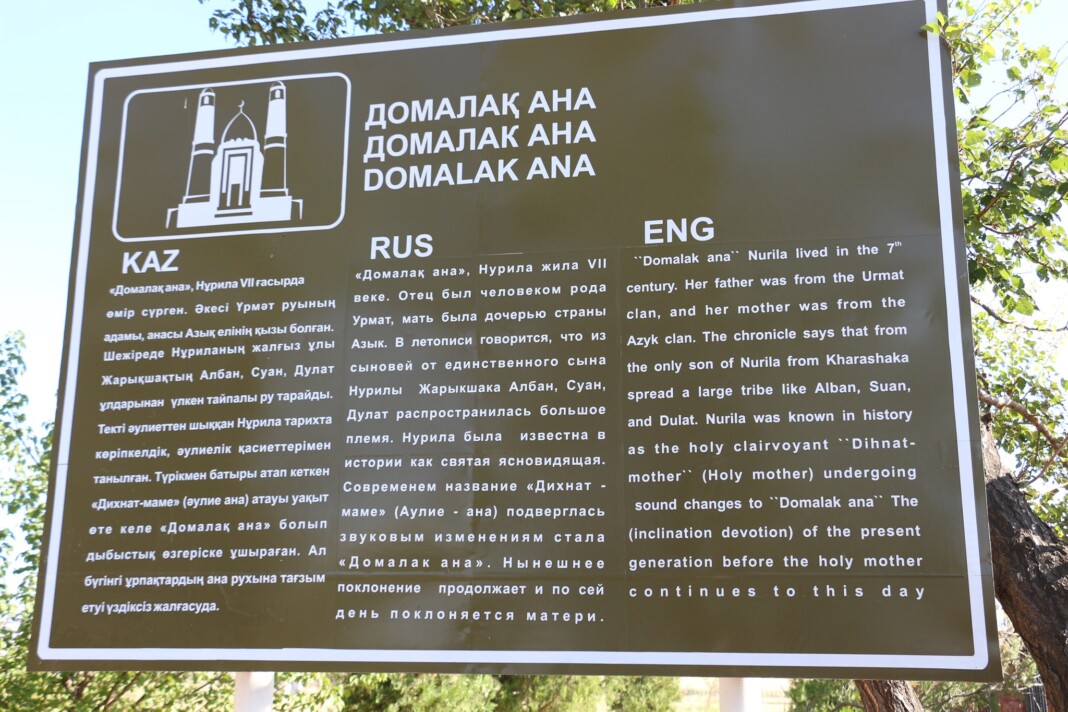 ДОМАЛАҚ АНА
ДОМАЛАК АНА
DOMALAK ANA
KAZ
«Домалақ ана», Нұрила VII ғасырда
өмір сүрген. Әкесі Үрмәт руының
адамы, анасы Азық елінің қызы болған.
Шежіреде Нұриланың жалғыз ұлы
Жарықшақтың Албан, Суан, Дулат
ұлдарынан үлкен тайпалы ру тарайды.
Текті әулиеттен шыққан Нұрила тарихта
көріпкелдік, әулиелік қасиеттерімен
танылған. Түрікмен батыры атап кеткен
«Дихнат-маме» (әулие ана) атауы уақыт
өте келе «Домалақ ана» болып
дыбыстық өзгеріске ұшыраған. Ал
бүгінгі ұрпақтардың ана рухына тағзым
етуі үздіксіз жалғасуда.
RUS
«Домалақ ана», Нурила жила VII
веке. Отец был человеком рода
Урмат, мать была дочерью страны
Азык. В летописи говорится, что из
сыновей от единственного сына
Нурилы Жарыкшака Албан, Суан,
Дулат распространилась большое
племя. Нурила была известна в
истории как святая ясновидящая.
Современем название «Дихнат -
маме» (Аулие - ана) подверглась
звуковым изменениям стала
«Домалак ана». Нынешнее
поклонение продолжает и по сей
день поклоняется матери.
ENG
``Domalak ana`` Nurila lived in the 7th
century. Her father was from the Urmat
clan, and her mother was from the
Azyk clan. The chronicle says that from
the only son of Nurila from Kharashaka
spread a large tribe like Alban, Suan,
and Dulat. Nurila was known in history
as the holy clairvoyant ``Dihnat-
mother`` (Holy mother) undergoing
sound changes to ``Domalak ana`` The
(inclination devotion) of the present
generation before the holy mother
continues to this day